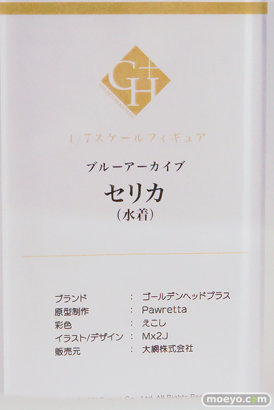 GH+
1/7スケールフィギュア
ブルーアーカイブ
セリカ
(水着)
ブランド : ゴールデンヘッドプラス
原型制作 : Pawretta
彩色 : えこし
イラスト/デザイン : Mx2J
販売元 : 大網株式会社
Ltd. All Rights
moeyo.com